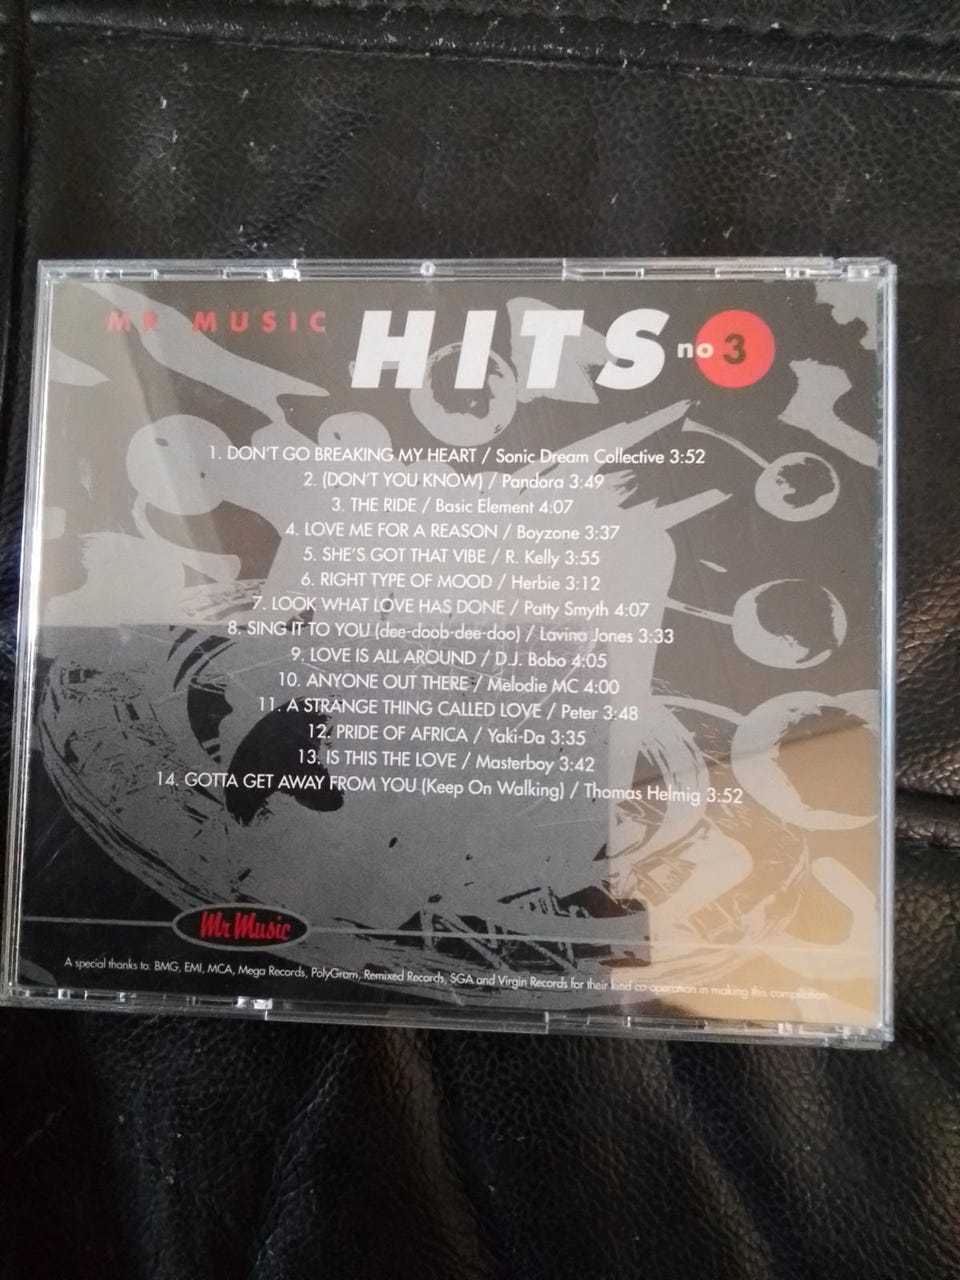 MR MUSIC HITS no 3
1. DON'T GO BREAKING MY HEART / Sonic Dream Collective 3:52
2. (DON'T YOU KNOW) / Pandora 3:49
3. THE RIDE / Basic Element 4:07
4. LOVE ME FOR A REASON / Boyzone 3:37
5. SHE'S GOT THAT VIBE / R. Kelly 3:55
6. RIGHT TYPE OF MOOD / Herbie 3:12
7. LOOK WHAT LOVE HAS DONE / Patty Smyth 4:07
8. SING IT TO YOU (dee-doob-dee-doo) / Lavina Jones 3:33
9. LOVE IS ALL AROUND / D.J. Bobo 4:05
10. ANYONE OUT THERE / Melodie MC 4:00
11. A STRANGE THING CALLED LOVE / Peter 3:48
12. PRIDE OF AFRICA / Yaki-Da 3:35
13. IS THIS THE LOVE / Masterboy 3:42
14. GOTTA GET AWAY FROM YOU (Keep On Walking) / Thomas Helmig 3:52
Mr Music
A special thanks to: BMG, EMI, MCA, Mega Records, PolyGram, Remixed Records, SGA and Virgin Records for their kind co-operation in making this compilation.